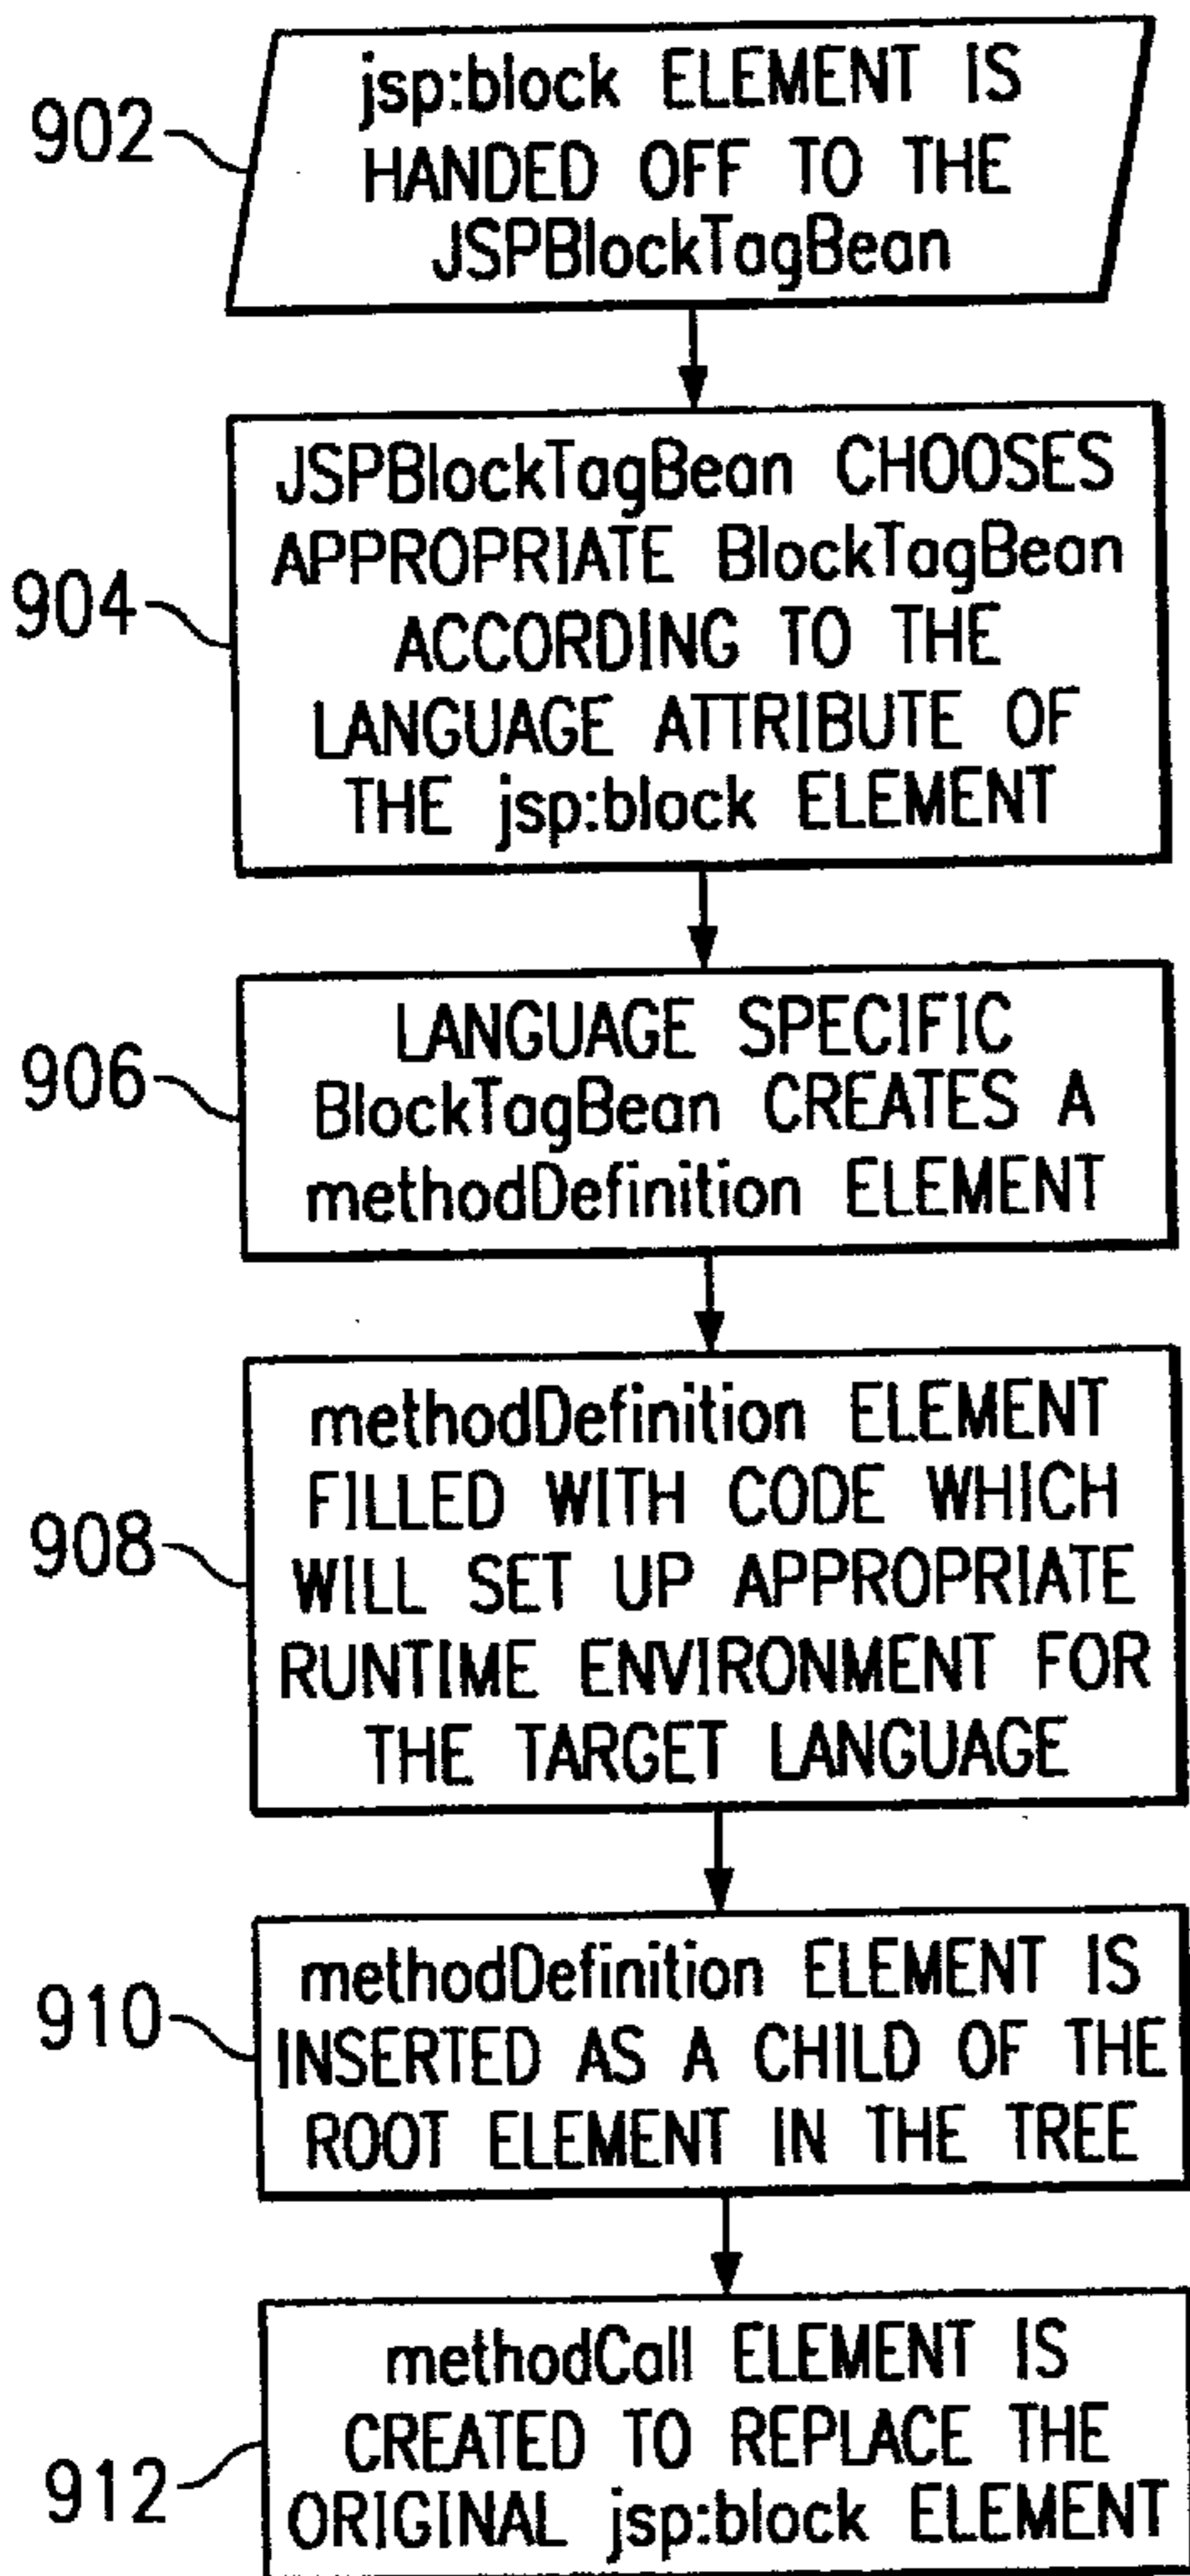 902
jsp:block ELEMENT IS
HANDED OFF TO THE
JSPBlockTagBean
904
JSPBlockTagBean CHOOSES
APPROPRIATE BlockTagBean
ACCORDING TO THE
LANGUAGE ATTRIBUTE OF
THE jsp:block ELEMENT
906
LANGUAGE SPECIFIC
BlockTagBean CREATES A
methodDefinition ELEMENT
908
methodDefinition ELEMENT
FILLED WITH CODE WHICH
WILL SET UP APPROPRIATE
RUNTIME ENVIRONMENT FOR
THE TARGET LANGUAGE
910
methodDefinition ELEMENT IS
INSERTED AS A CHILD OF THE
ROOT ELEMENT IN THE TREE
912
methodCall ELEMENT IS
CREATED TO REPLACE THE
ORIGINAL jsp:block ELEMENT